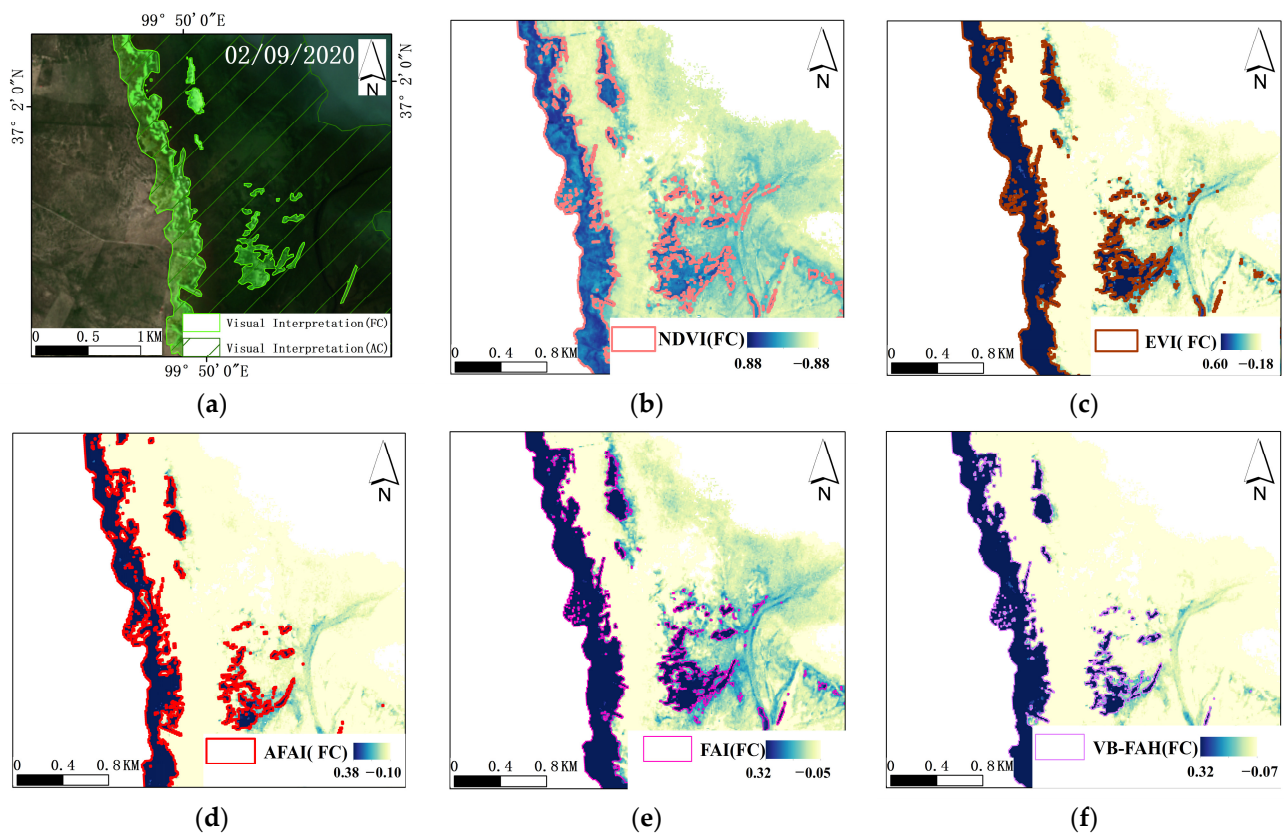 99° 50′0″E
02/09/2020
N
37° 2′0″N
37° 2′0″N
Visual Interpretation(FC)
Visual Interpretation(AC)
0 0.5 1 KM
99° 50′0″E
(a)
N
NDVI(FC)
0.88 −0.88
0 0.4 0.8 KM
(b)
N
EVI( FC)
0.60 −0.18
0 0.4 0.8 KM
(c)
N
AFAI( FC)
0.38 −0.10
0 0.4 0.8 KM
(d)
N
FAI(FC)
0.32 −0.05
0 0.4 0.8 KM
(e)
N
VB-FAH(FC)
0.32 −0.07
0 0.4 0.8 KM
(f)